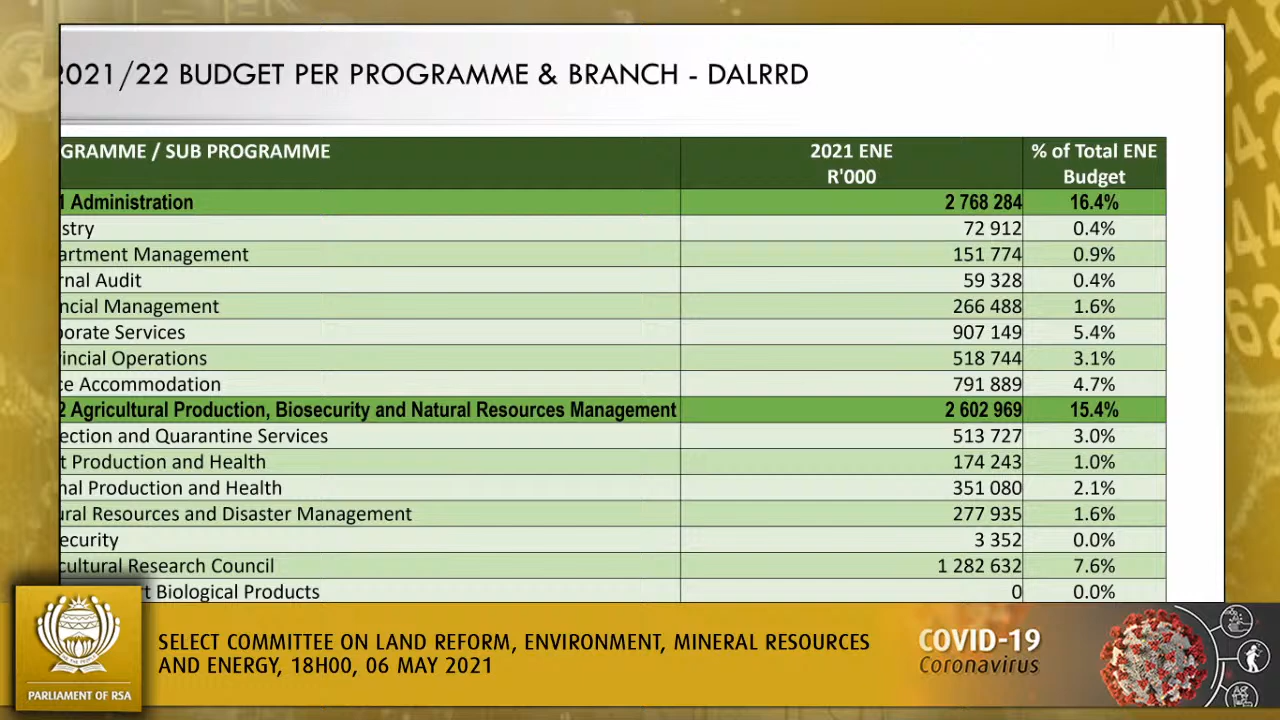 2021/22 BUDGET PER PROGRAMME & BRANCH - DALRRD
GRAMME / SUB PROGRAMME 2021 ENE R'000 % of Total ENE Budget
1 Administration 2 768 284 16.4%
stry 72 912 0.4%
artment Management 151 774 0.9%
rnal Audit 59 328 0.4%
ncial Management 266 488 1.6%
porate Services 907 149 5.4%
vincial Operations 518 744 3.1%
ce Accommodation 791 889 4.7%
2 Agricultural Production, Biosecurity and Natural Resources Management 2 602 969 15.4%
ection and Quarantine Services 513 727 3.0%
t Production and Health 174 243 1.0%
nal Production and Health 351 080 2.1%
ural Resources and Disaster Management 277 935 1.6%
ecurity 3 352 0.0%
cultural Research Council 1 282 632 7.6%
t Biological Products 0 0.0%
SELECT COMMITTEE ON LAND REFORM, ENVIRONMENT, MINERAL RESOURCES
AND ENERGY, 18H00, 06 MAY 2021
PARLIAMENT OF RSA
COVID-19
Coronavirus